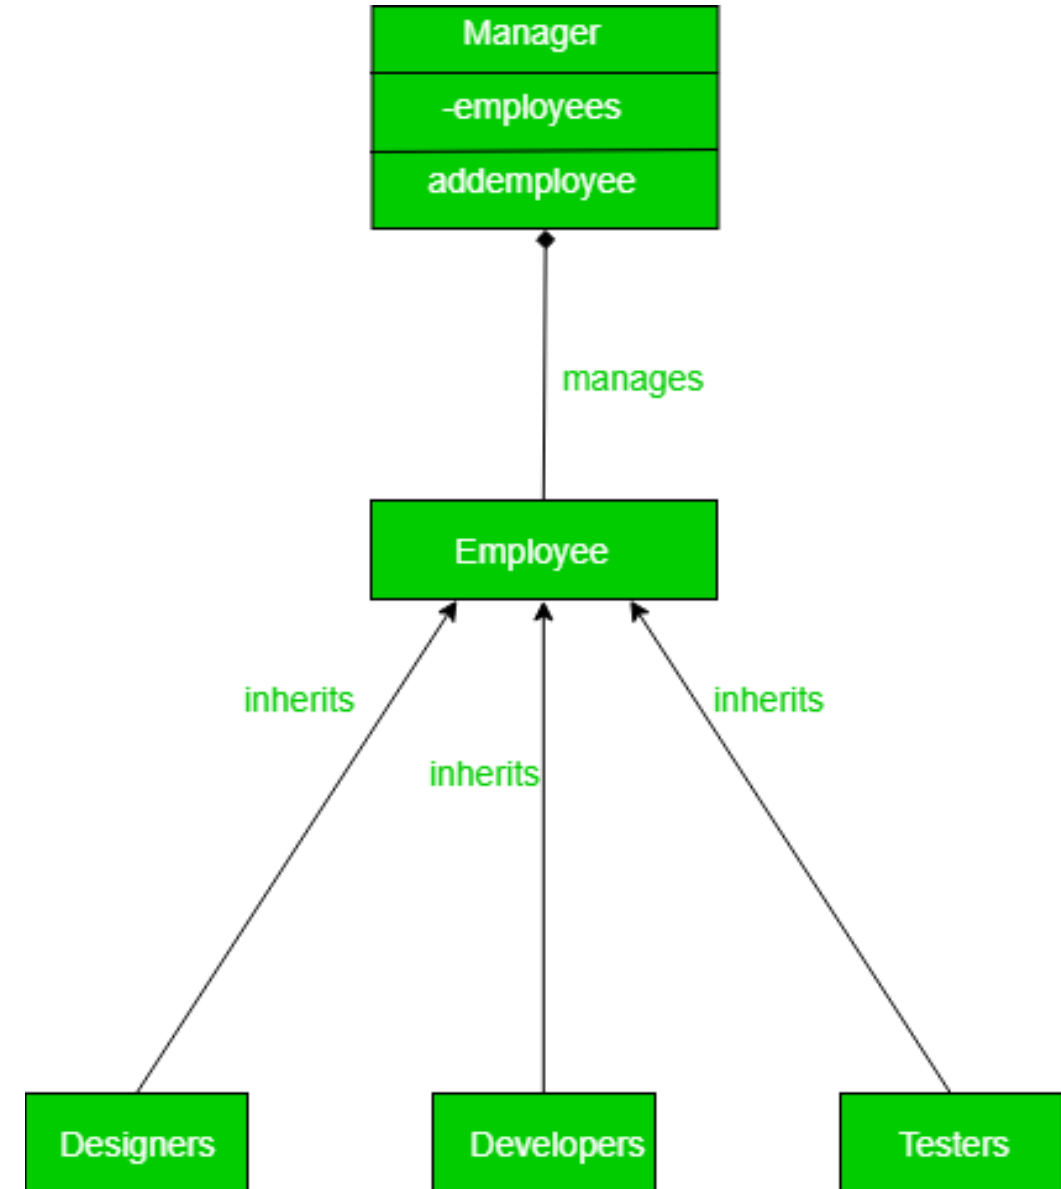 Manager
-employees
addemployee
manages
Employee
inherits
inherits
inherits
Designers
Developers
Testers